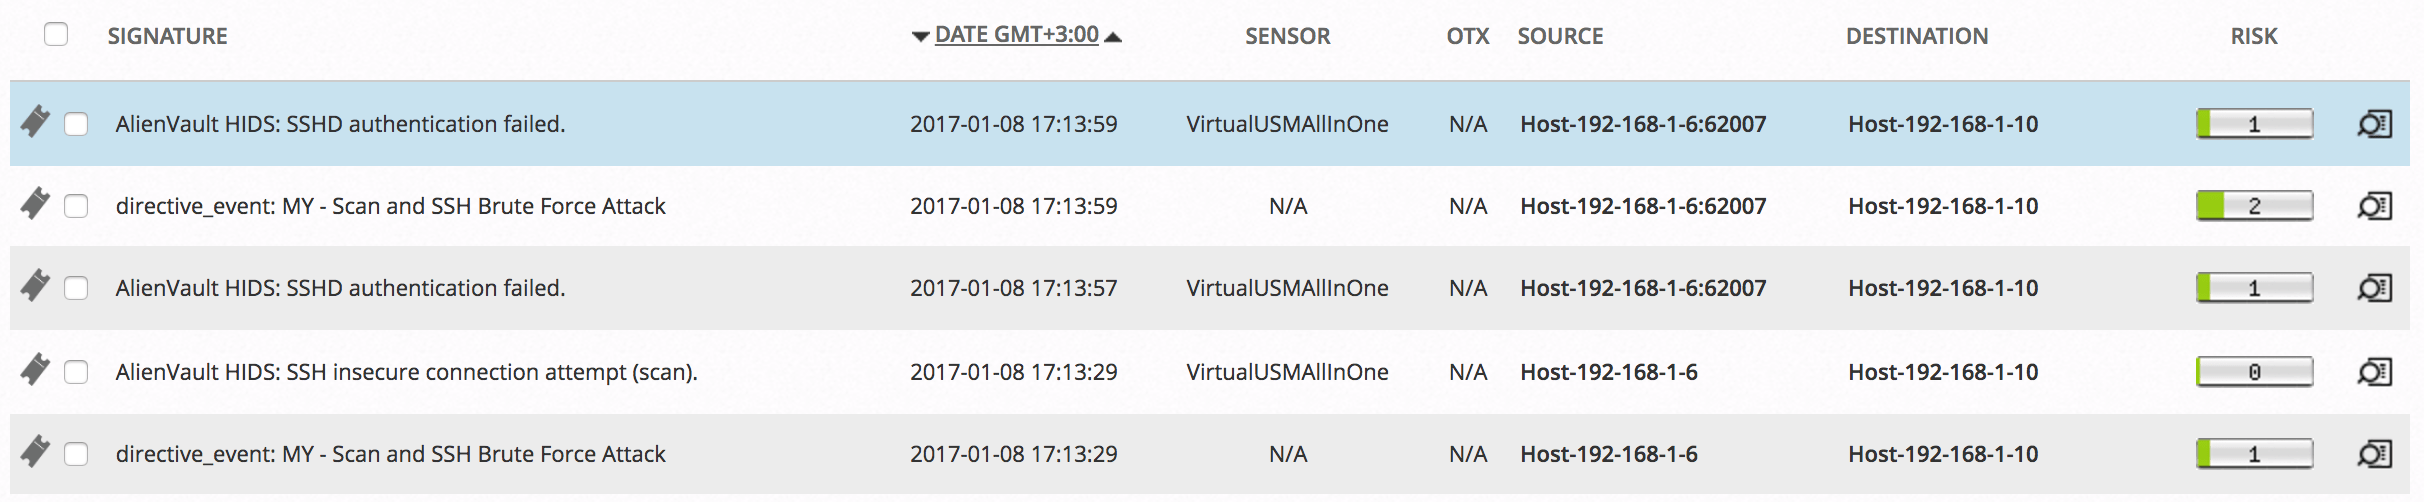 SIGNATURE DATE GMT+3:00 SENSOR OTX SOURCE DESTINATION RISK
AlienVault HIDS: SSHD authentication failed. 2017-01-08 17:13:59 VirtualUSMAllInOne N/A Host-192-168-1-6:62007 Host-192-168-1-10 1
directive_event: MY - Scan and SSH Brute Force Attack 2017-01-08 17:13:59 N/A N/A Host-192-168-1-6:62007 Host-192-168-1-10 2
AlienVault HIDS: SSHD authentication failed. 2017-01-08 17:13:57 VirtualUSMAllInOne N/A Host-192-168-1-6:62007 Host-192-168-1-10 1
AlienVault HIDS: SSH insecure connection attempt (scan). 2017-01-08 17:13:29 VirtualUSMAllInOne N/A Host-192-168-1-6 Host-192-168-1-10 0
directive_event: MY - Scan and SSH Brute Force Attack 2017-01-08 17:13:29 N/A N/A Host-192-168-1-6 Host-192-168-1-10 1